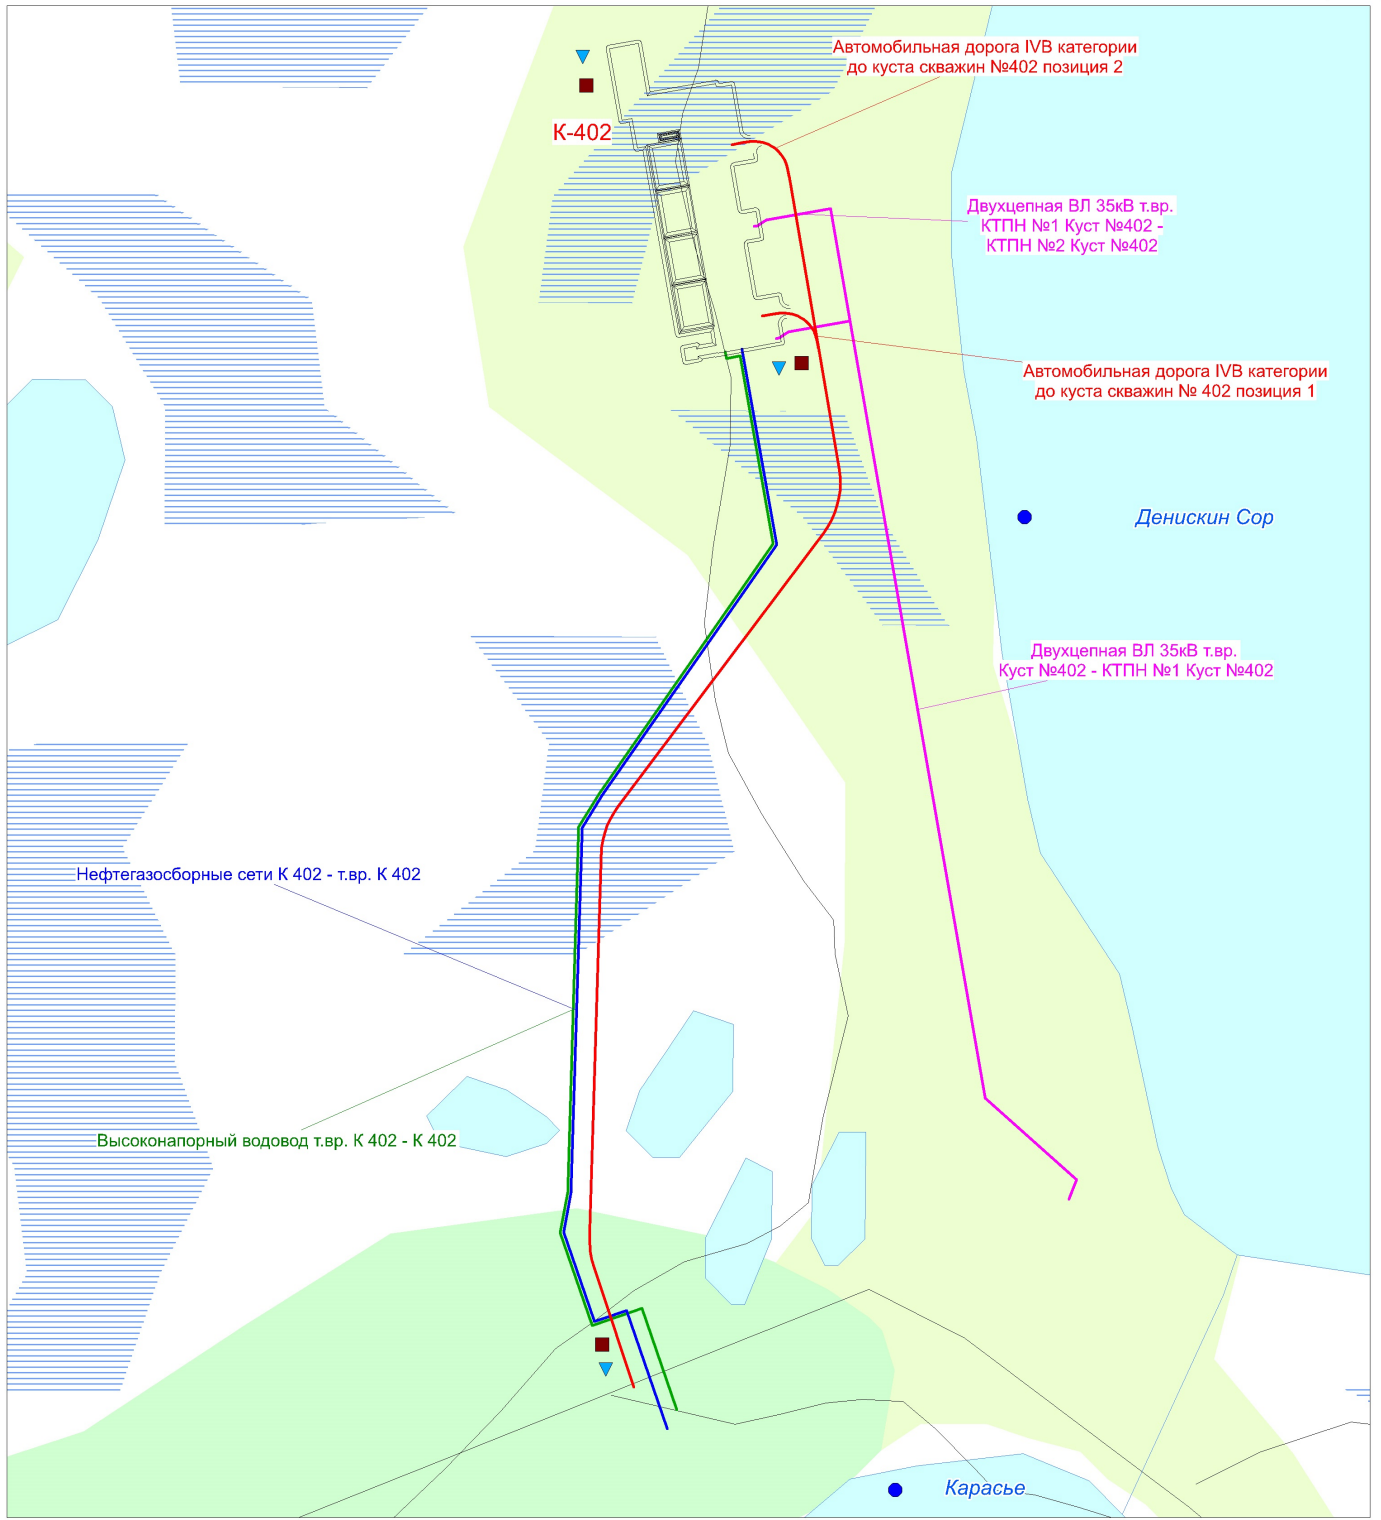 Автомобильная дорога IVВ категории
до куста скважин №402 позиция 2
К-402
Двухцепная ВЛ 35кВ т.вр.
КТПН №1 Куст №402 -
КТПН №2 Куст №402
Автомобильная дорога IVВ категории
до куста скважин № 402 позиция 1
Денискин Сор
Двухцепная ВЛ 35кВ т.вр.
Куст №402 - КТПН №1 Куст №402
Нефтегазосборные сети К 402 - т.вр. К 402
Высоконапорный водовод т.вр. К 402 - К 402
Карасье